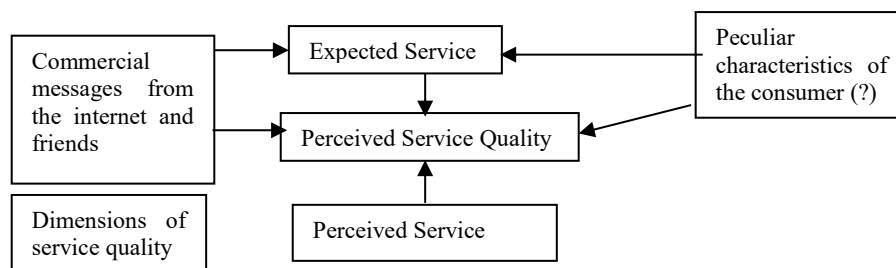 Commercial
messages from
the internet and
friends
Expected Service
Peculiar
characteristics of
the consumer (?)
Perceived Service Quality
Dimensions of
service quality
Perceived Service